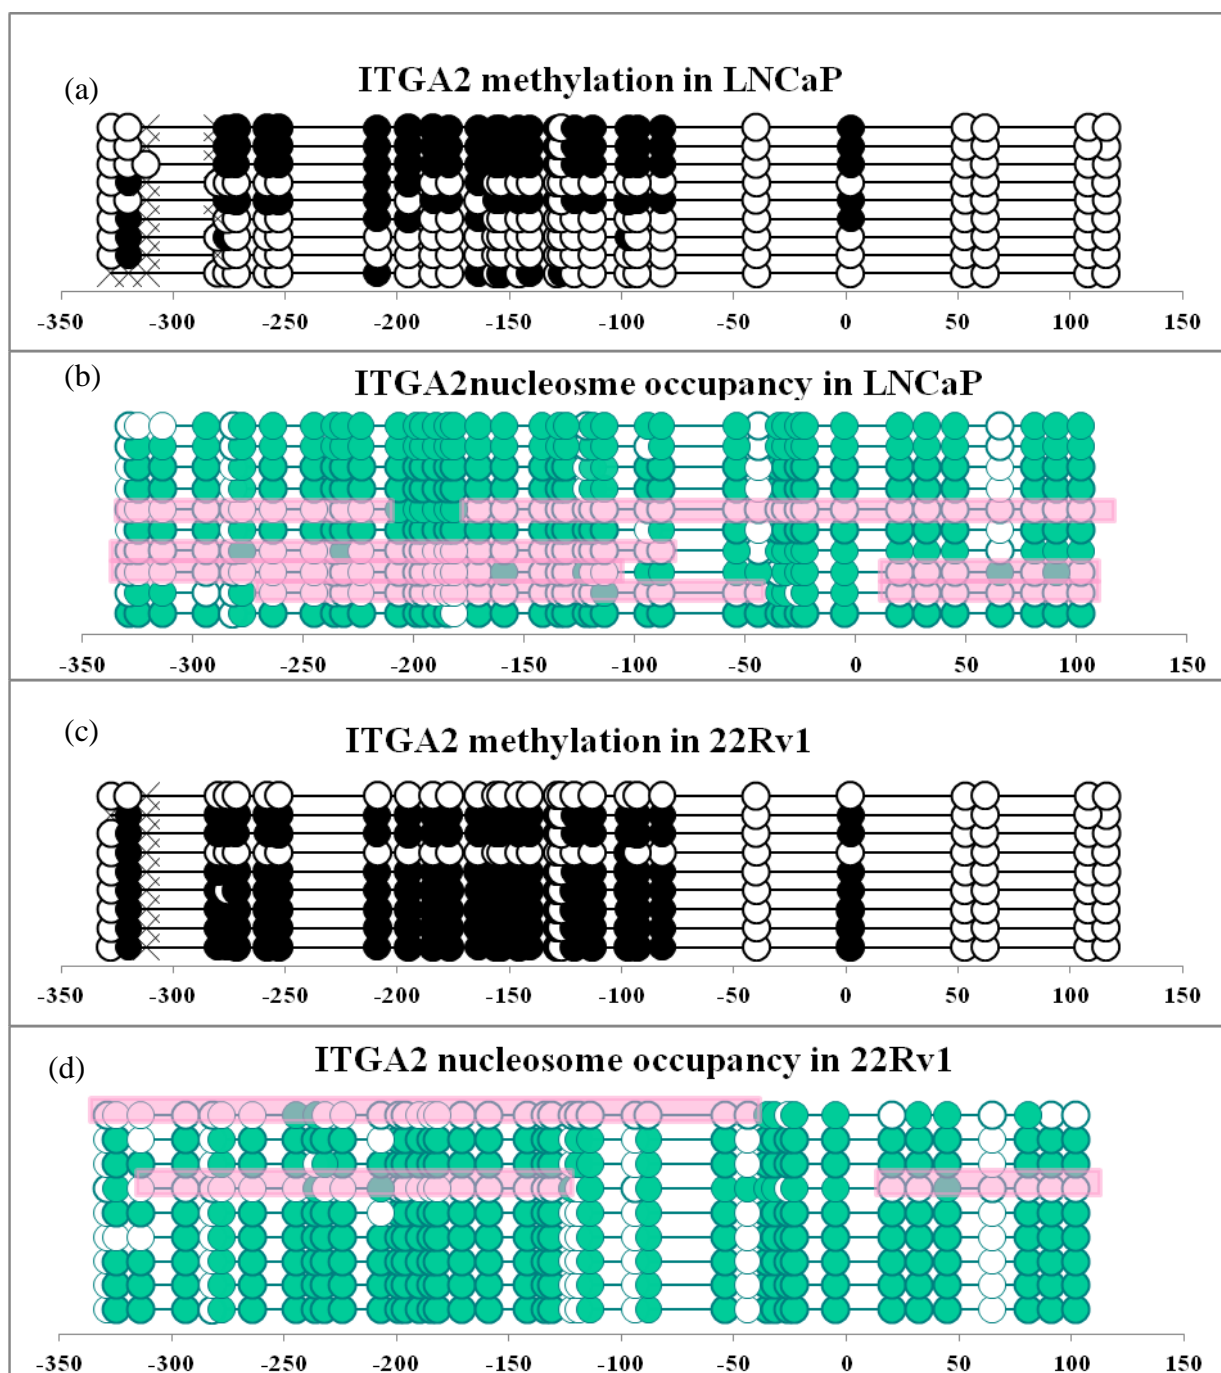 (a)
ITGA2 methylation in LNCaP
-350 -300 -250 -200 -150 -100 -50 0 50 100 150
(b)
ITGA2nucleosme occupancy in LNCaP
-350 -300 -250 -200 -150 -100 -50 0 50 100 150
(c)
ITGA2 methylation in 22Rv1
-350 -300 -250 -200 -150 -100 -50 0 50 100 150
(d)
ITGA2 nucleosome occupancy in 22Rv1
-350 -300 -250 -200 -150 -100 -50 0 50 100 150